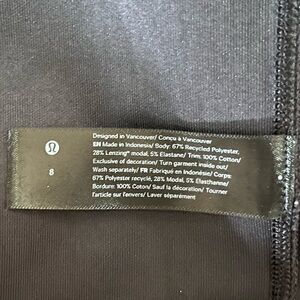 Designed in Vancouver/ Conçu à Vancouver
EN Made in Indonesia/ Body: 67% Recycled Polyester,
28% Lenzing® modal, 5% Elastane/ Trim: 100% Cotton/
Exclusive of decoration/ Turn garment inside out/
Wash separately/ FR Fabriqué en Indonésie/ Corps:
67% Polyester recyclé, 28% Modal, 5% Élasthanne/
Bordure: 100% Coton/ Sauf la décoration/ Tourner
l'article sur l'envers/ Laver séparément
8